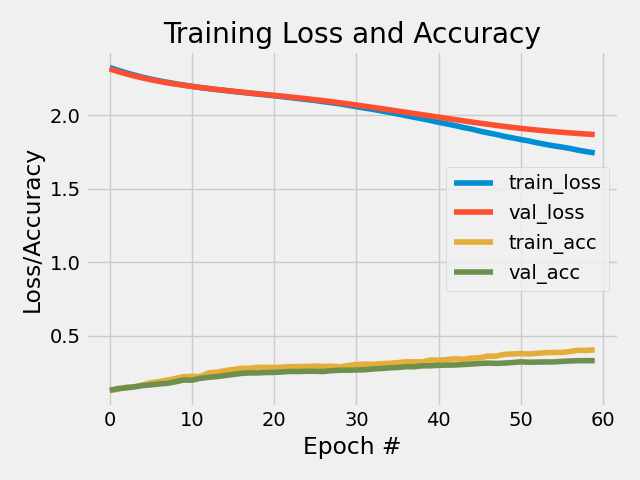 Training Loss and Accuracy
Loss/Accuracy
2.0
1.5
1.0
0.5
train_loss
val_loss
train_acc
val_acc
0 10 20 30 40 50 60
Epoch #